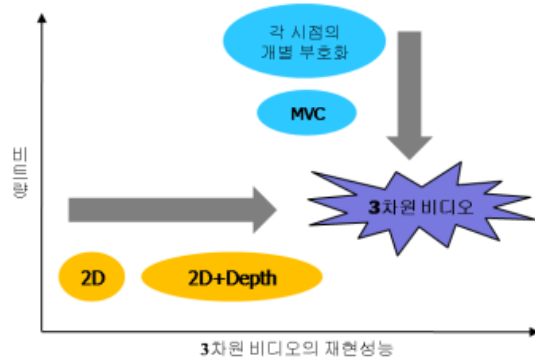 각 시점의
개별 부호화
MVC
비트량
3차원 비디오
2D
2D+Depth
3차원 비디오의 재현성능